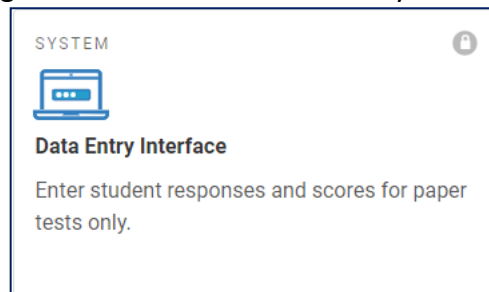 SYSTEM
Data Entry Interface
Enter student responses and scores for paper
tests only.